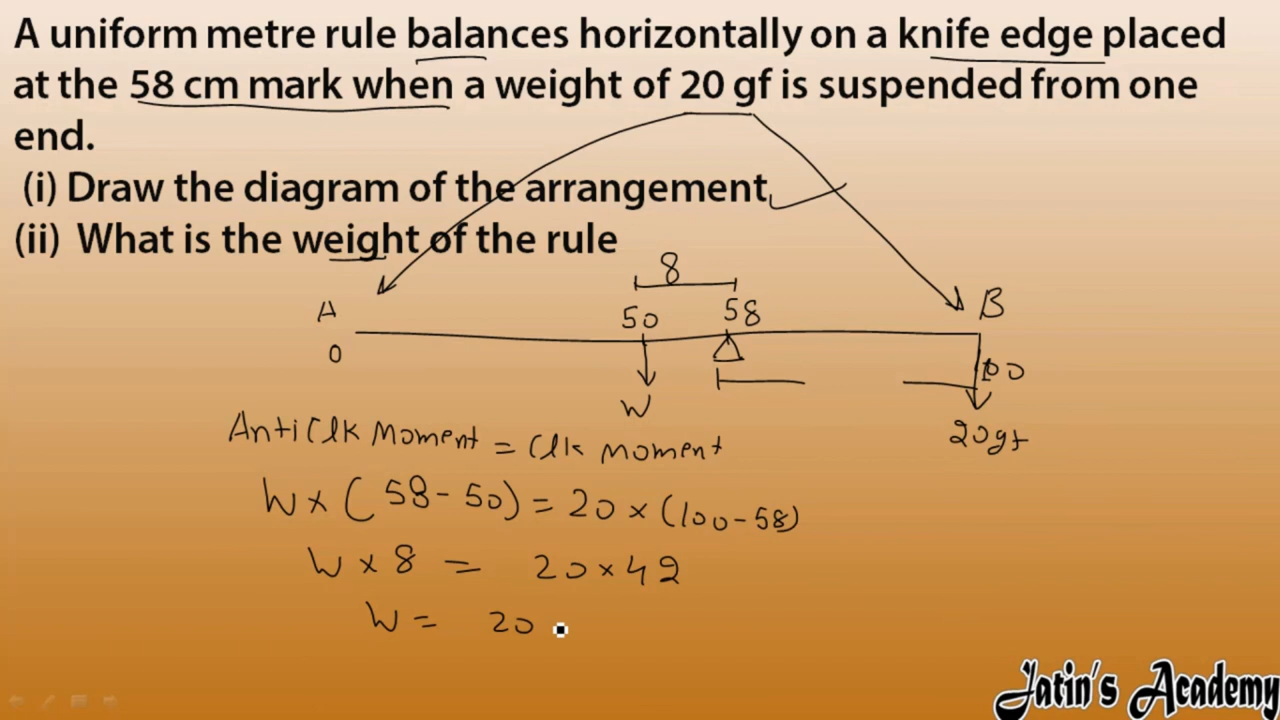 A uniform metre rule balances horizontally on a knife edge placed
at the 58 cm mark when a weight of 20 gf is suspended from one
end.
(i) Draw the diagram of the arrangement
(ii) What is the weight of the rule
8
A 50 58 B
0 100
W 20gf
AntiClk Moment = Clk moment
W × (58-50) = 20 × (100-58)
W × 8 = 20 × 42
W = 20
Jatin's Academy